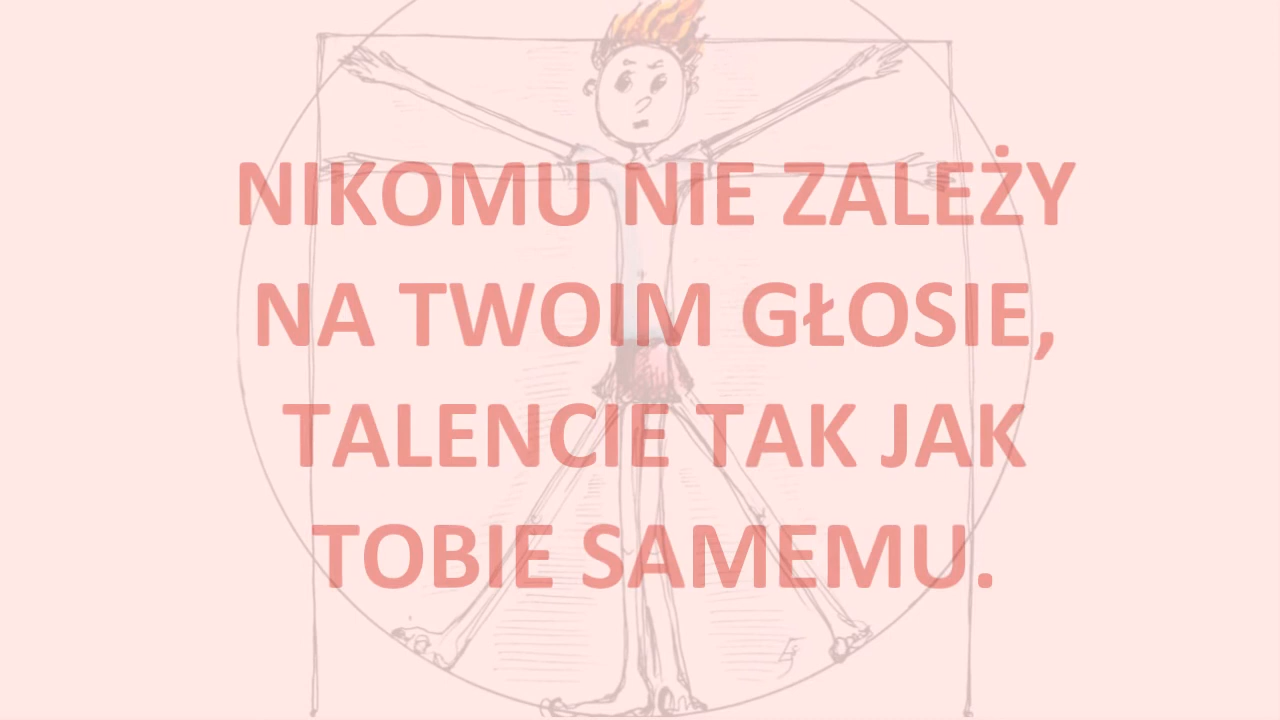 NIKOMU NIE ZALEŻY
NA TWOIM GŁOSIE,
TALENCIE TAK JAK
TOBIE SAMEMU.